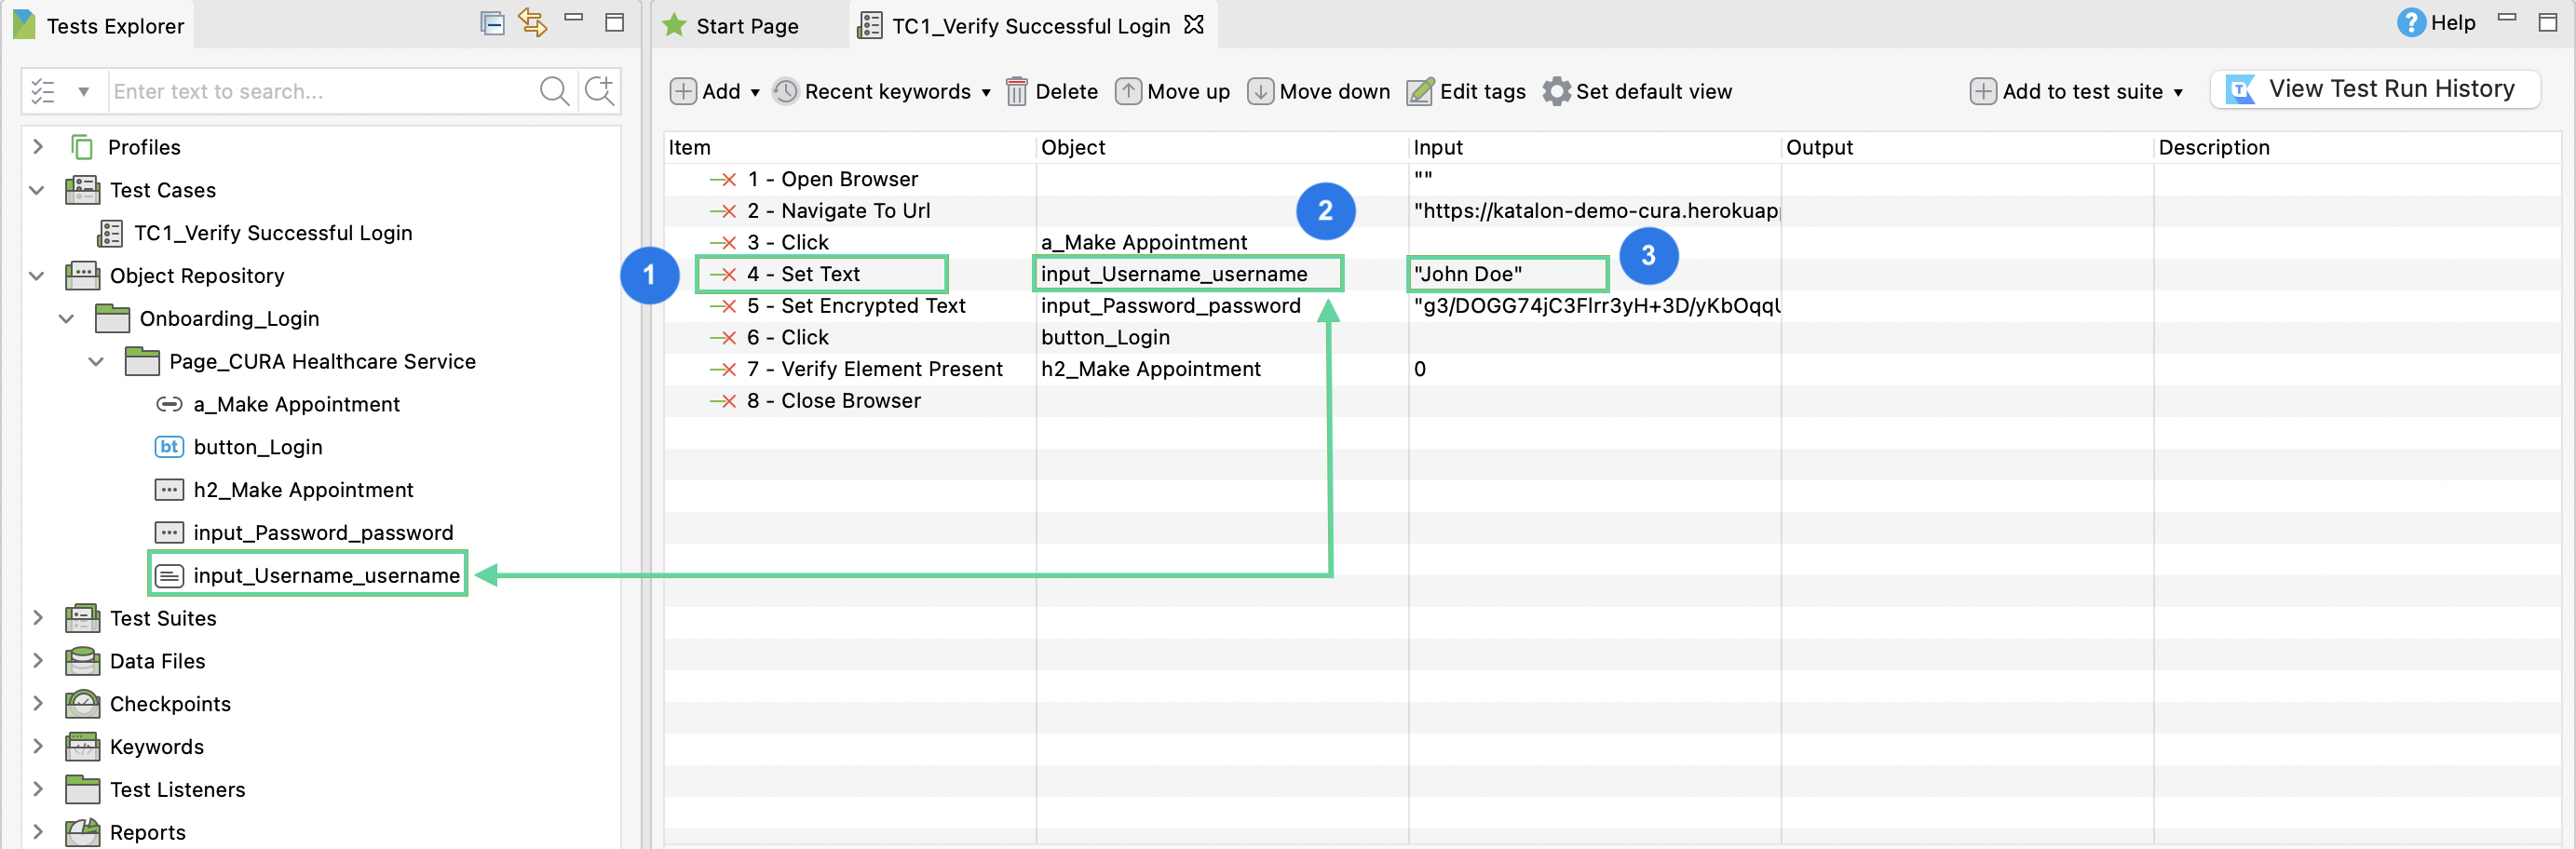 Tests Explorer
Enter text to search...
Profiles
Test Cases
TC1_Verify Successful Login
Object Repository
Onboarding_Login
Page_CURA Healthcare Service
a_Make Appointment
bt button_Login
h2_Make Appointment
input_Password_password
input_Username_username
Test Suites
Data Files
Checkpoints
Keywords
Test Listeners
Reports
Start Page
TC1_Verify Successful Login
? Help
Add Recent keywords Delete Move up Move down Edit tags Set default view Add to test suite View Test Run History
Item Object Input Output Description
1 - Open Browser ""
2 - Navigate To Url "https://katalon-demo-cura.herokuapp
2
3 - Click a_Make Appointment
1 4 - Set Text input_Username_username "John Doe" 3
5 - Set Encrypted Text input_Password_password "g3/DOGG74jC3Flrr3yH+3D/yKbOqqU
6 - Click button_Login
7 - Verify Element Present h2_Make Appointment 0
8 - Close Browser